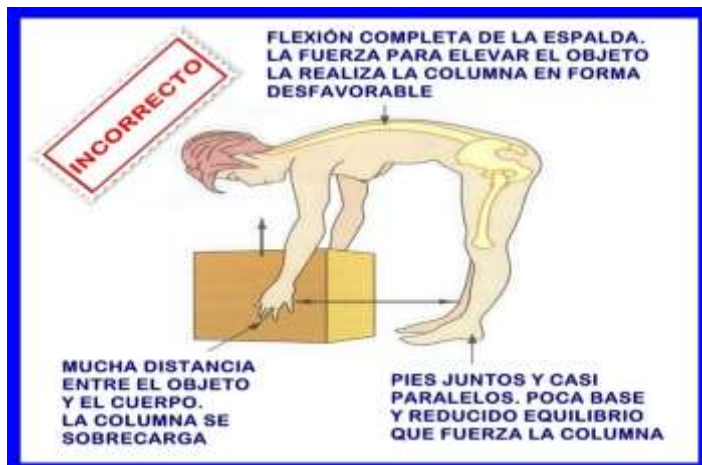 INCORRECTO
FLEXIÓN COMPLETA DE LA ESPALDA.
LA FUERZA PARA ELEVAR EL OBJETO
LA REALIZA LA COLUMNA EN FORMA
DESFAVORABLE
MUCHA DISTANCIA
ENTRE EL OBJETO
Y EL CUERPO.
LA COLUMNA SE
SOBRECARGA
PIES JUNTOS Y CASI
PARALELOS. POCA BASE
Y REDUCIDO EQUILIBRIO
QUE FUERZA LA COLUMNA